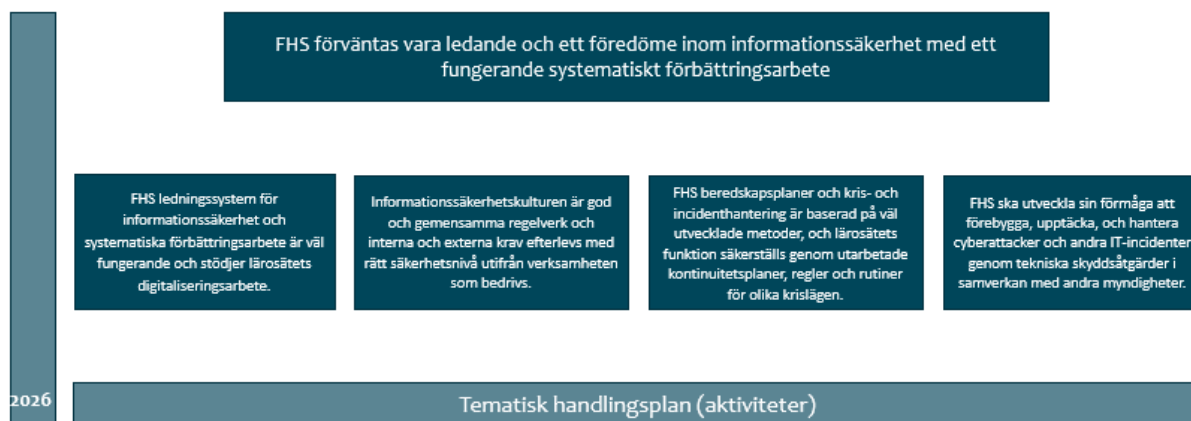 FHS förväntas vara ledande och ett föredöme inom informationssäkerhet med ett
fungerande systematiskt förbättringsarbete
FHS ledningssystem för
informationssäkerhet och
systematiska förbättringsarbete är väl
fungerande och stödjer lärosätets
digitaliseringsarbete.
Informationssäkerhetskulturen är god
och gemensamma regelverk och
interna och externa krav efterlevs med
rätt säkerhetsnivå utifrån verksamheten
som bedrivs.
FHS beredskapsplaner och kris- och
incidenthantering är baserad på väl
utvecklade metoder, och lärosätets
funktion säkerställs genom utarbetade
kontinuitetsplaner, regler och rutiner
för olika krislägen.
FHS ska utveckla sin förmåga att
förebygga, upptäcka, och hantera
cyberattacker och andra IT-incidenter
genom tekniska skyddsåtgärder i
samverkan med andra myndigheter.
2026
Tematisk handlingsplan (aktiviteter)